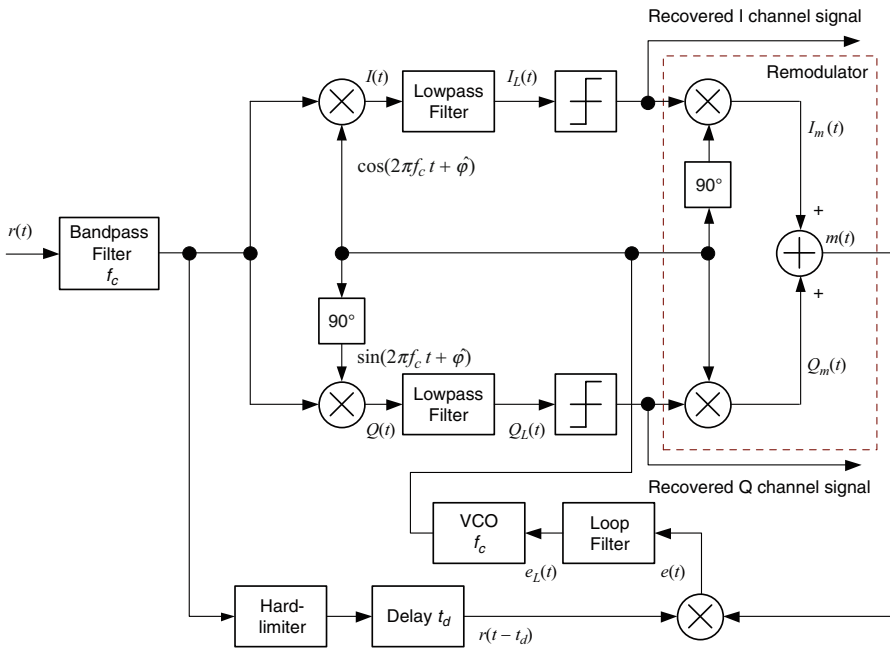 Recovered I channel signal
Remodulator
I(t)
Lowpass
Filter
I_L(t)
I_m(t)
90°
cos(2πf_c t + φ̂)
r(t)
Bandpass
Filter
f_c
+
m(t)
+
90°
sin(2πf_c t + φ̂)
Q_m(t)
Lowpass
Filter
Q(t)
Q_L(t)
Recovered Q channel signal
VCO
f_c
Loop
Filter
e_L(t)
e(t)
Hard-
limiter
Delay t_d
r(t − t_d)